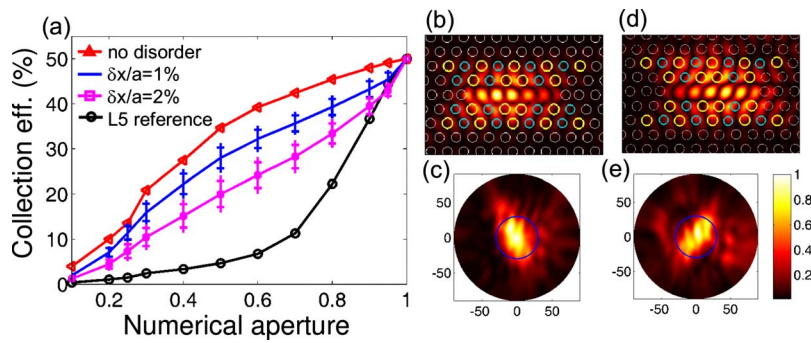 (a)
Collection eff. (%)
50
40
30
20
10
0
0.2
0.4
0.6
0.8
1
Numerical aperture
no disorder
δx/a=1%
δx/a=2%
L5 reference
(b)
(d)
(c)
50
0
-50
-50
0
50
(e)
50
0
-50
-50
0
50
1
0.8
0.6
0.4
0.2